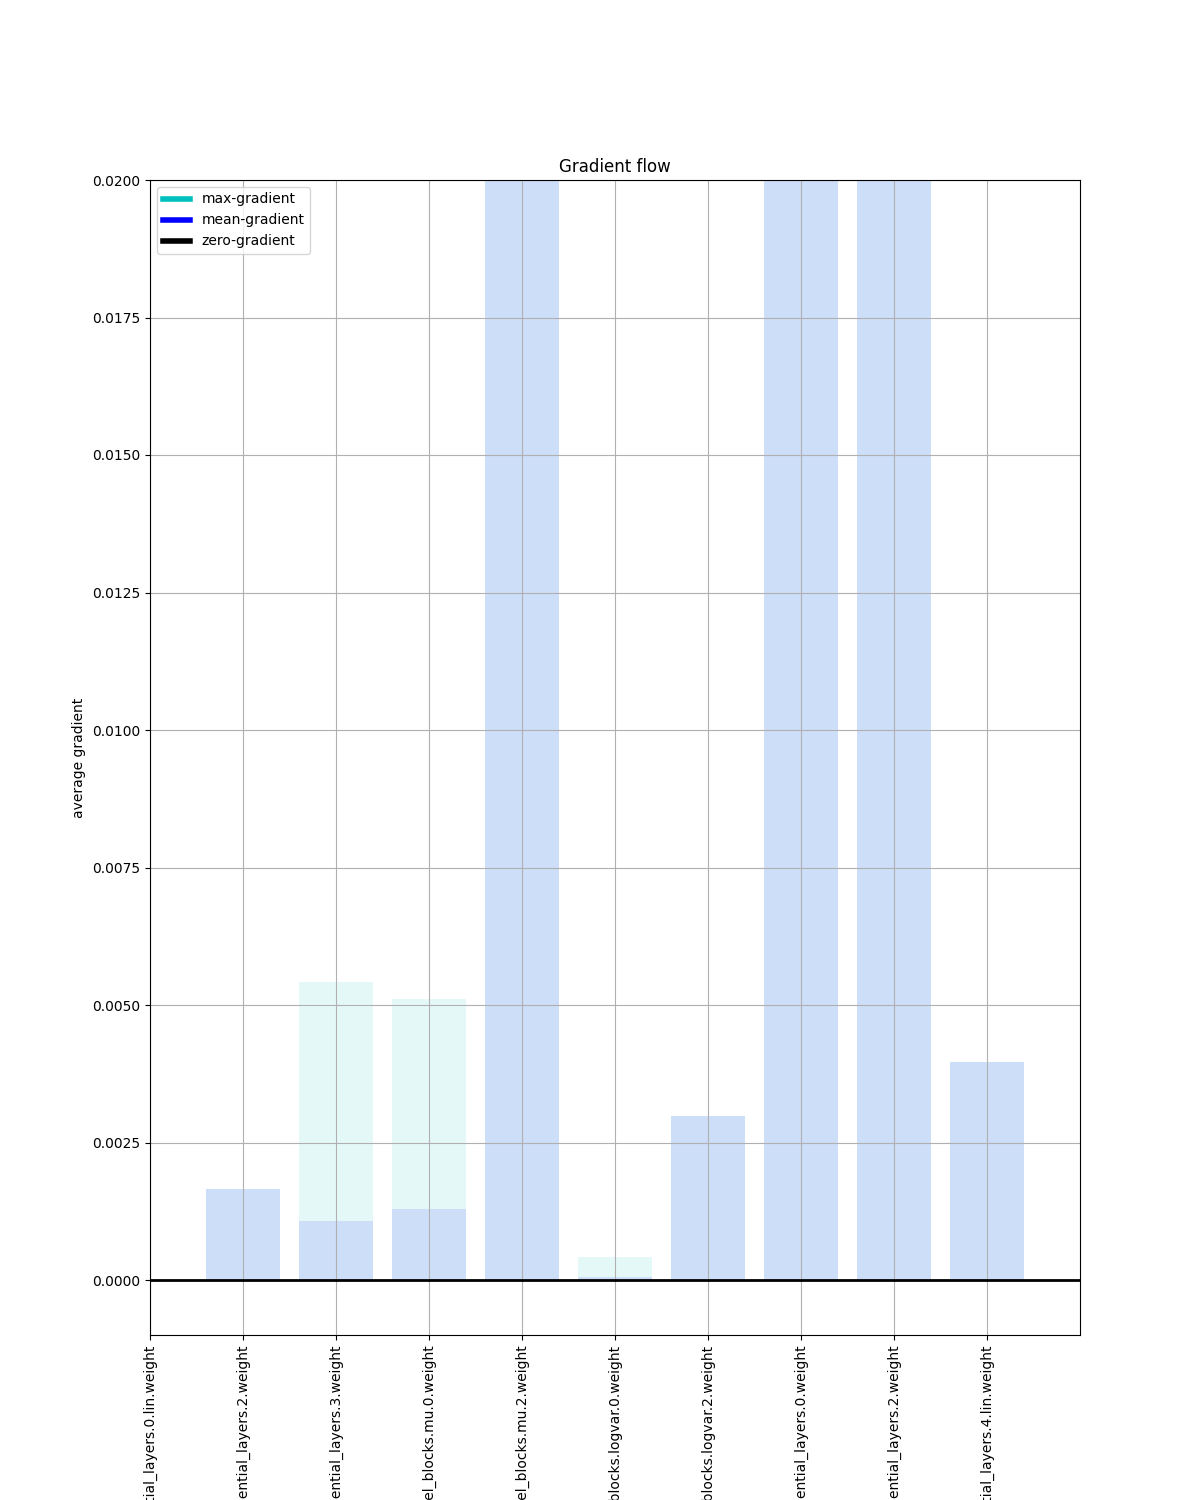 Gradient flow
max-gradient
mean-gradient
zero-gradient
average gradient
0.0200
0.0175
0.0150
0.0125
0.0100
0.0075
0.0050
0.0025
0.0000
tial_layers.0.lin.weight
ential_layers.2.weight
ential_layers.3.weight
el_blocks.mu.0.weight
el_blocks.mu.2.weight
blocks.logvar.0.weight
blocks.logvar.2.weight
ential_layers.0.weight
ential_layers.2.weight
tial_layers.4.lin.weight